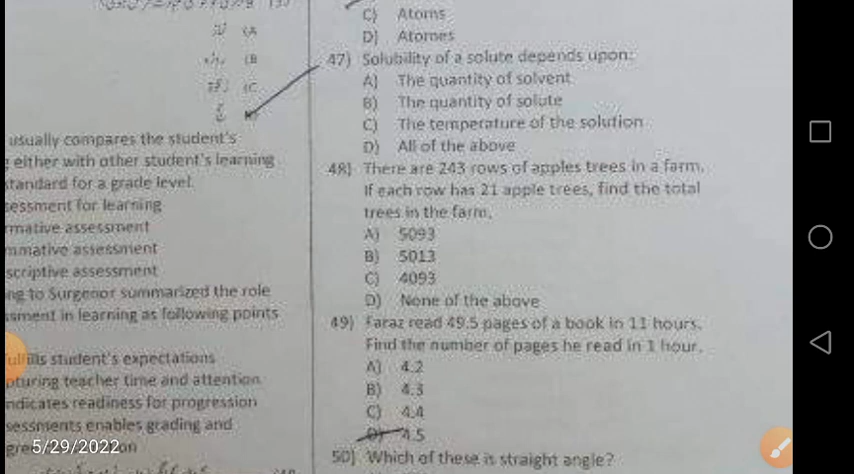 (A
(B
(C
usually compares the student's
either with other student's learning
standard for a grade level.
sessment for learning
rmative assessment
mmative assessment
scriptive assessment
ng to Surgenor summarized the role
ssment in learning as following points
ulfills student's expectations
pturing teacher time and attention
ndicates readiness for progression
sessments enables grading and
5/29/2022
C) Atoms
D) Atomes
47) Solubility of a solute depends upon:
A) The quantity of solvent
B) The quantity of solute
C) The temperature of the solution
D) All of the above
48) There are 243 rows of apples trees in a farm.
If each row has 21 apple trees, find the total
trees in the farm.
A) 5093
B) 5013
C) 4093
D) None of the above
49) Faraz read 49.5 pages of a book in 11 hours.
Find the number of pages he read in 1 hour.
A) 4.2
B) 4.3
C) 4.4
D) 4.5
50) Which of these is straight angle?